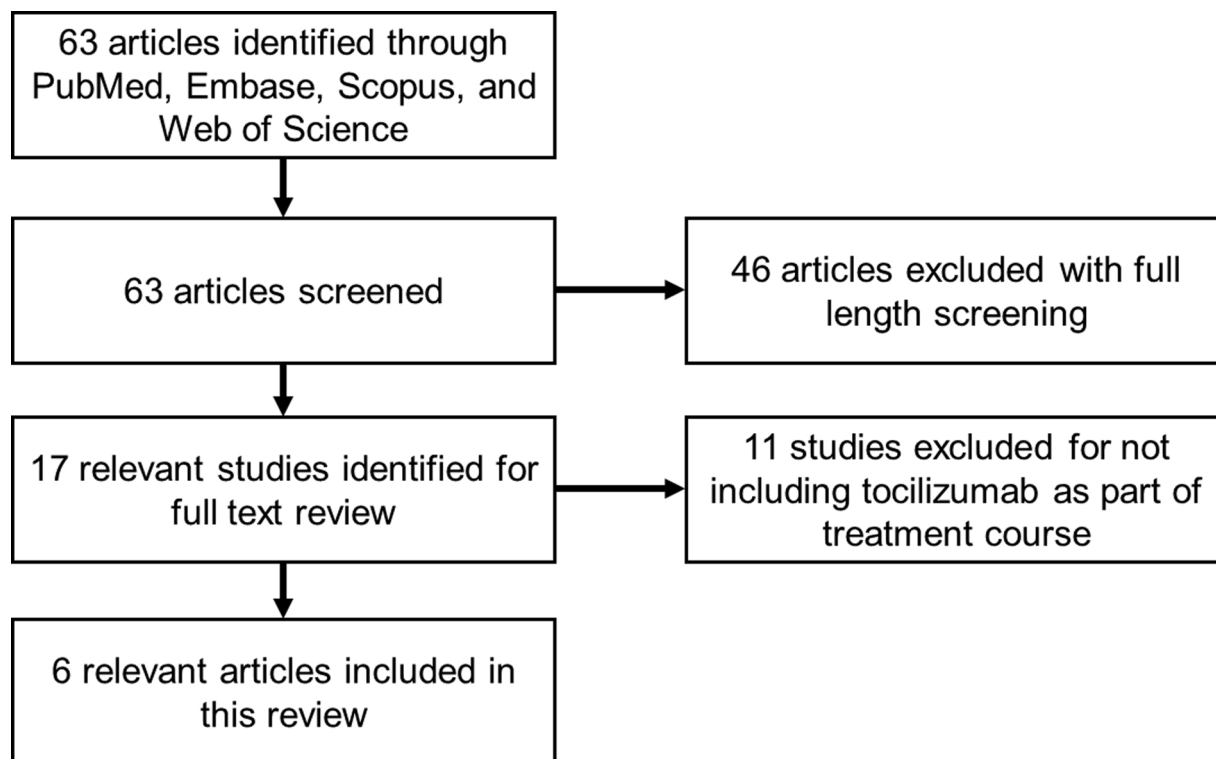 63 articles identified through
PubMed, Embase, Scopus, and
Web of Science
63 articles screened
46 articles excluded with full
length screening
17 relevant studies identified for
full text review
11 studies excluded for not
including tocilizumab as part of
treatment course
6 relevant articles included in
this review